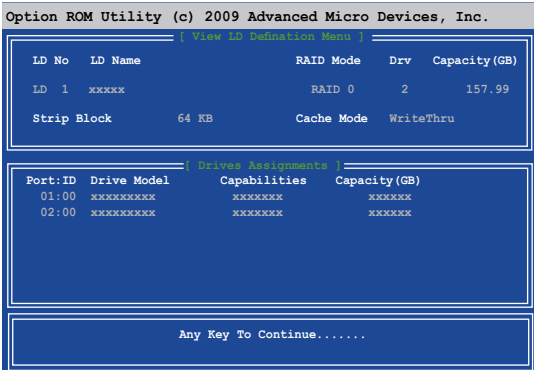 Option ROM Utility (c) 2009 Advanced Micro Devices, Inc.
[ View LD Defination Menu ]
LD No LD Name RAID Mode Drv Capacity(GB)
LD 1 xxxxx RAID 0 2 157.99
Strip Block 64 KB Cache Mode WriteThru
[ Drives Assignments ]
Port:ID Drive Model Capabilities Capacity(GB)
01:00 xxxxxxxxx xxxxxxx xxxxxx
02:00 xxxxxxxxx xxxxxxx xxxxxx
Any Key To Continue.......